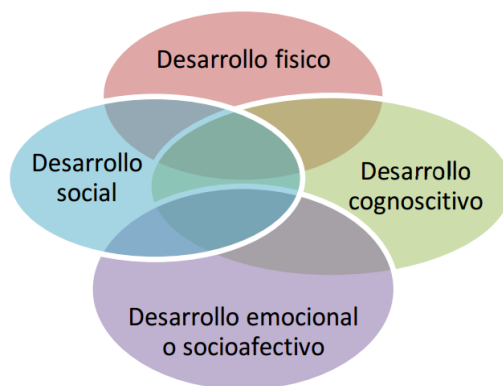 Desarrollo fisico
Desarrollo
social
Desarrollo
cognoscitivo
Desarrollo emocional
o socioafectivo